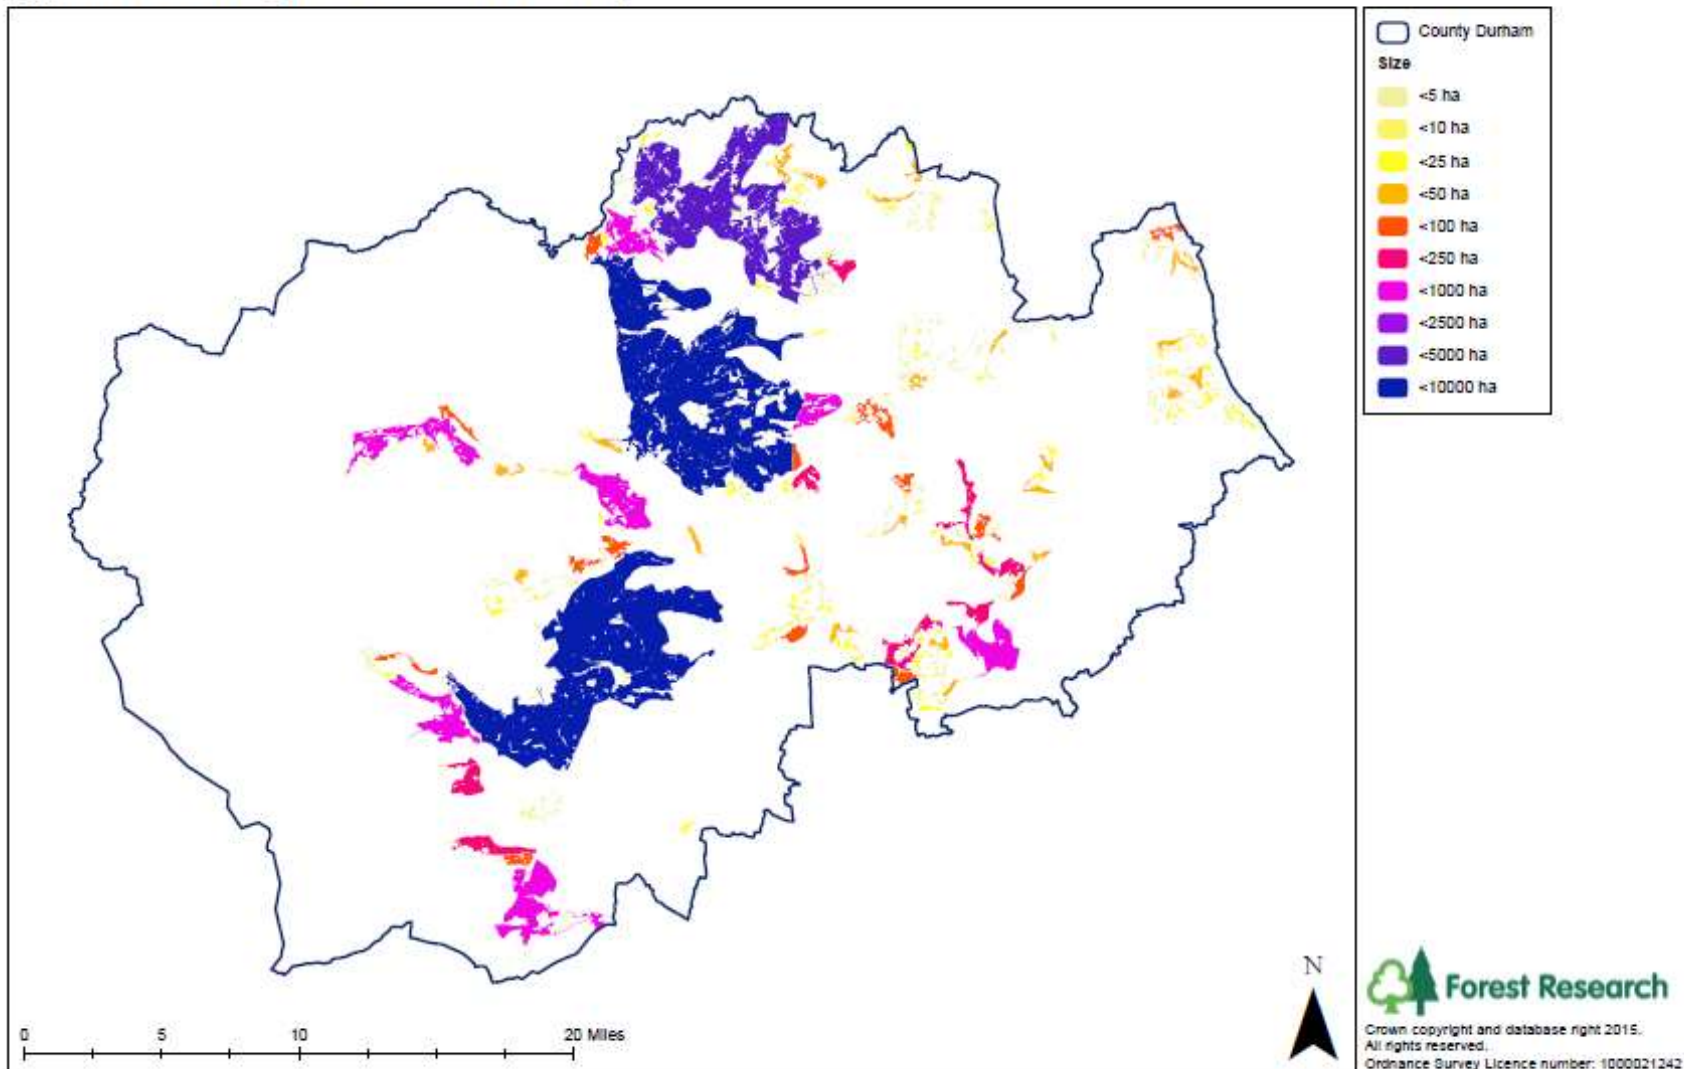 County Durham
Size
<5 ha
<10 ha
<25 ha
<50 ha
<100 ha
<250 ha
<1000 ha
<2500 ha
<5000 ha
<10000 ha
N
0 5 10 20 Miles
Forest Research
Crown copyright and database right 2015.
All rights reserved.
Ordnance Survey Licence number: 1000021242